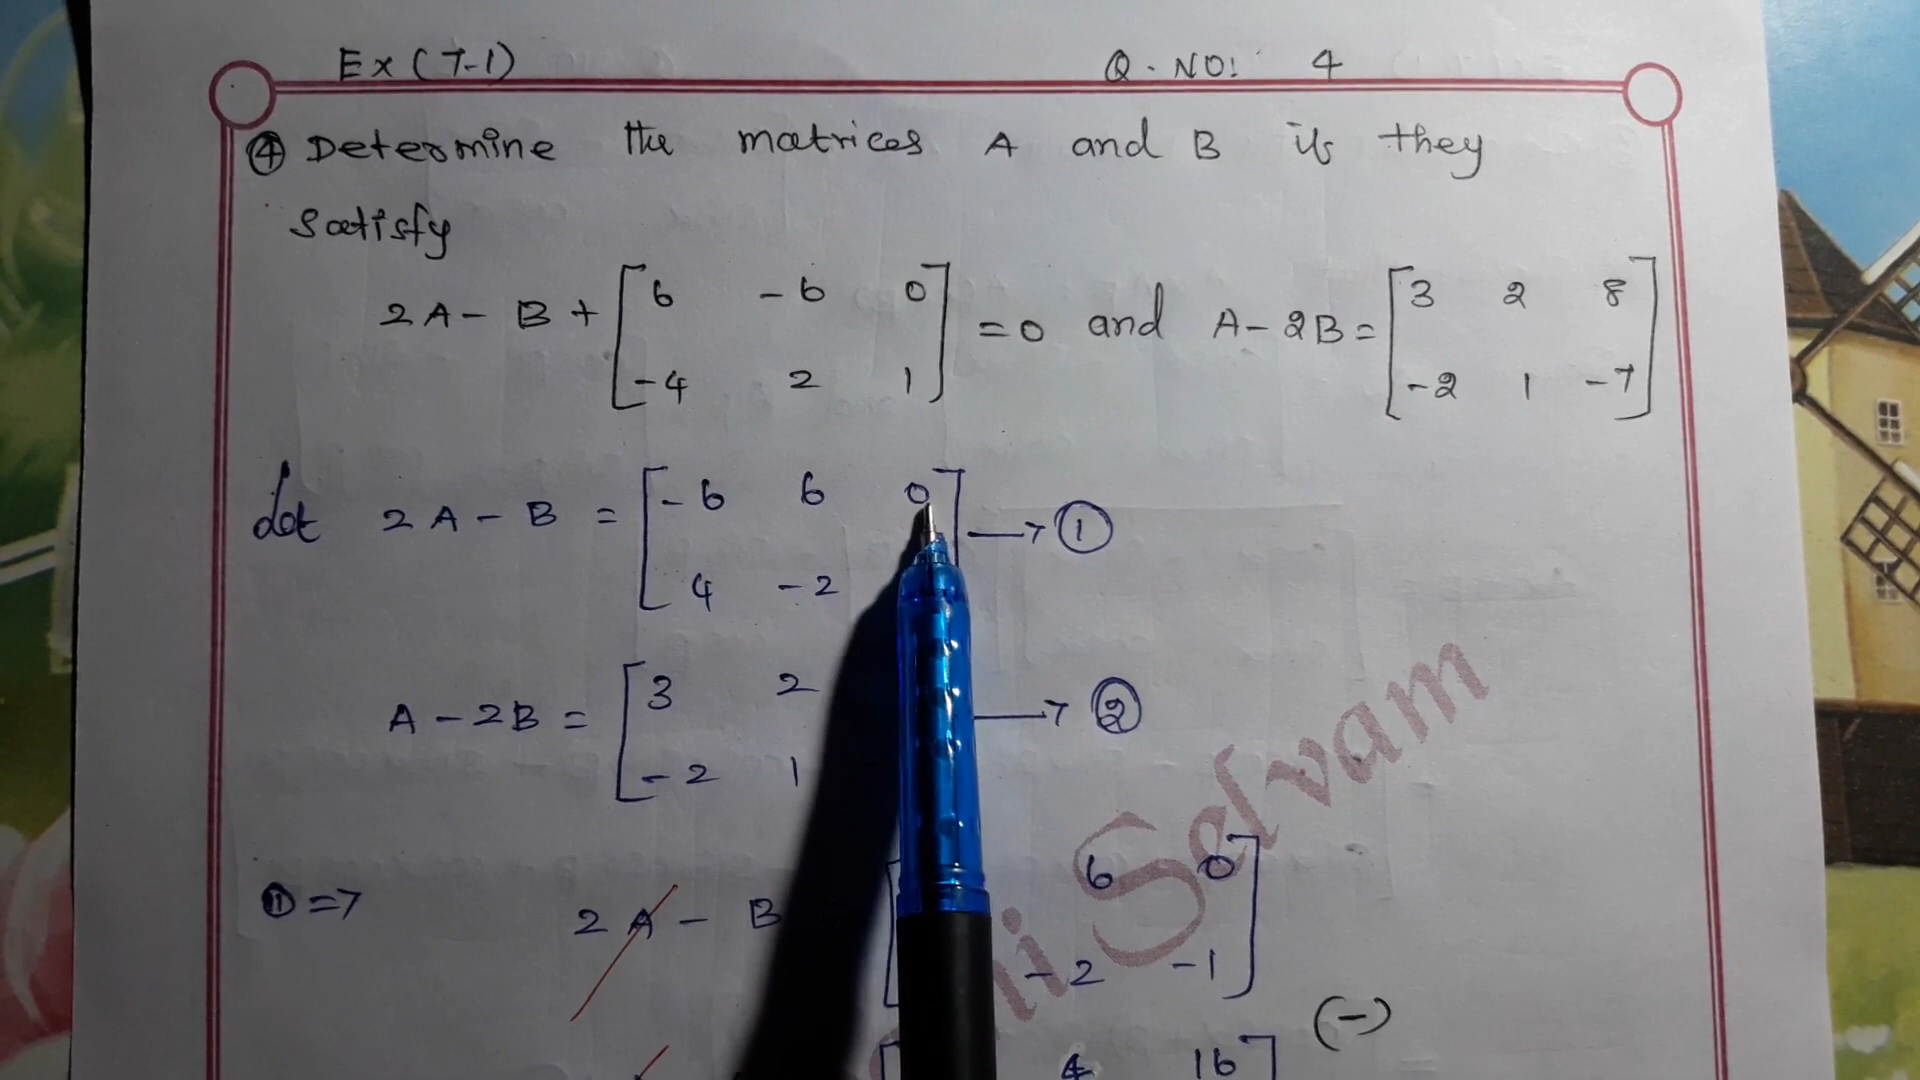 Ex (7-1) Q. NO: 4
④ Determine the matrices A and B if they
satisfy
2A - B + [6 -6 0
-4 2 1] = 0 and A - 2B = [3 2 8
-2 1 -7]
let 2A - B = [-6 6 0
4 -2 ] → ①
A - 2B = [3 2
-2 1 ] → ②
① ⇒ 2A - B [ 6 0
-2 -1]
(-)
[ 4 16]
Selvam